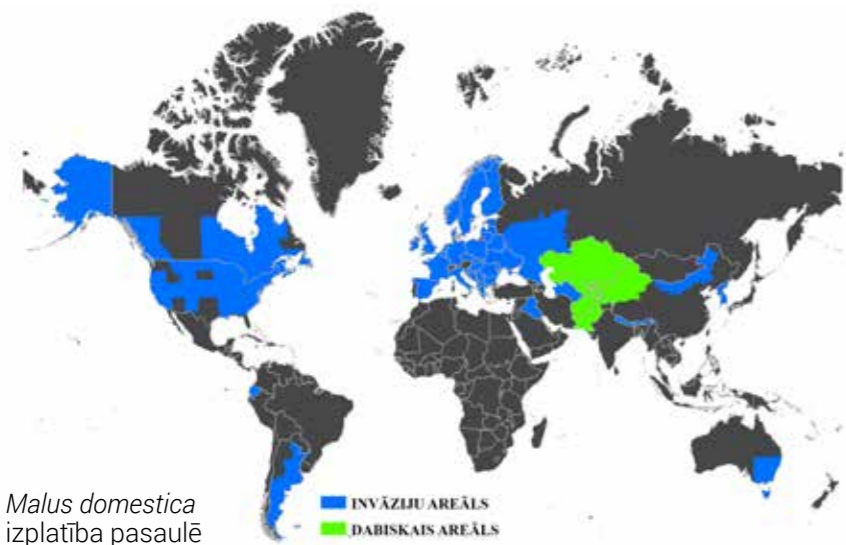 Malus domestica
izplatība pasaulē
INVĀZIJU AREĀLS
DABISKAIS AREĀLS